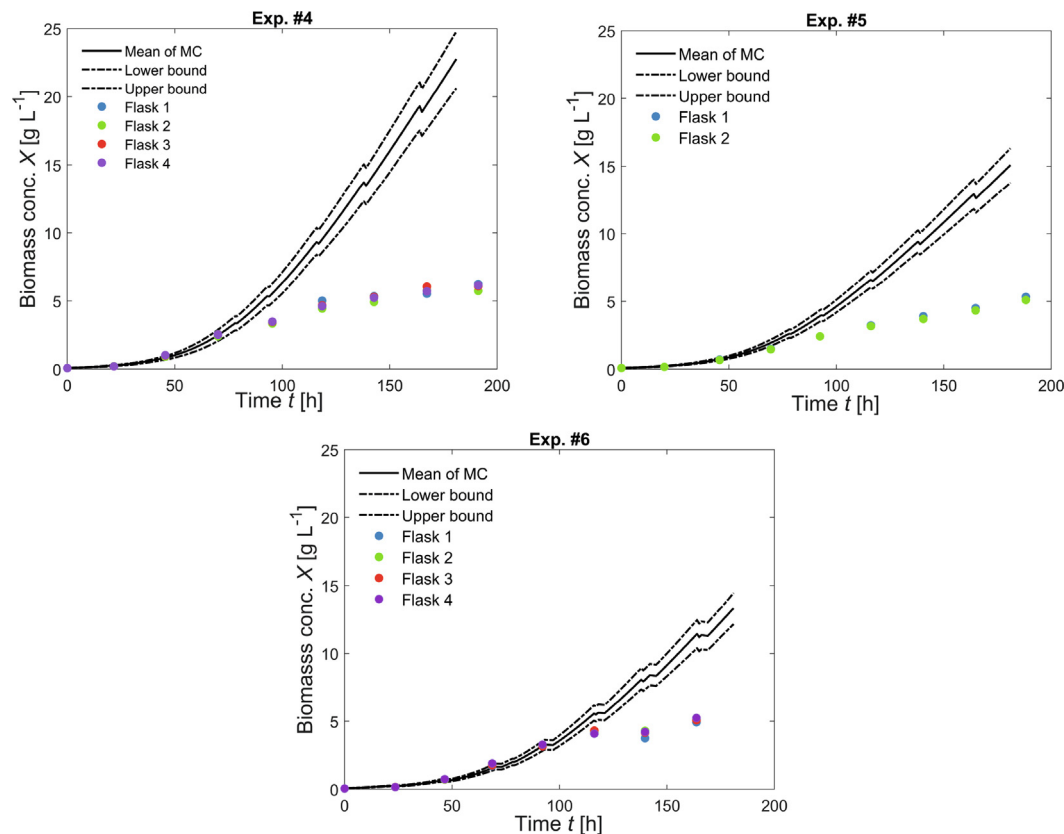 Exp. #4
Biomass conc. X [g L⁻¹]
25
20
15
10
5
0
Mean of MC
Lower bound
Upper bound
Flask 1
Flask 2
Flask 3
Flask 4
0 50 100 150 200
Time t [h]
Exp. #5
Biomass conc. X [g L⁻¹]
25
20
15
10
5
0
Mean of MC
Lower bound
Upper bound
Flask 1
Flask 2
0 50 100 150 200
Time t [h]
Exp. #6
Biomasss conc. X [g L⁻¹]
25
20
15
10
5
0
Mean of MC
Lower bound
Upper bound
Flask 1
Flask 2
Flask 3
Flask 4
0 50 100 150 200
Time t [h]